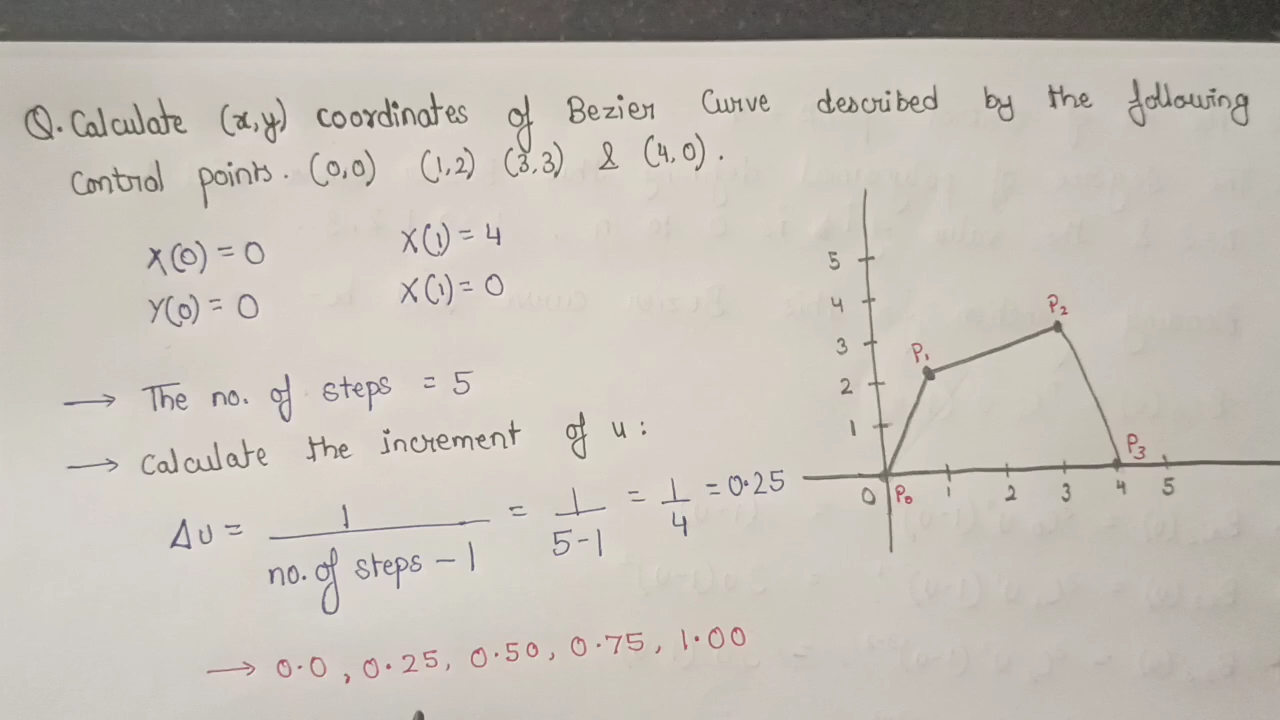 Q. Calculate (x,y) coordinates of Bezier Curve described by the following
control points. (0,0) (1,2) (3,3) & (4,0).
X(0) = 0 X(1) = 4
Y(0) = 0 X(1) = 0
→ The no. of steps = 5
→ Calculate the increment of u :
Δu = 1 / no. of steps - 1 = 1 / 5-1 = 1 / 4 = 0.25
→ 0.0, 0.25, 0.50, 0.75, 1.00
5
4
3
2
1
P₂
P₁
P₃
0 P₀ 1 2 3 4 5